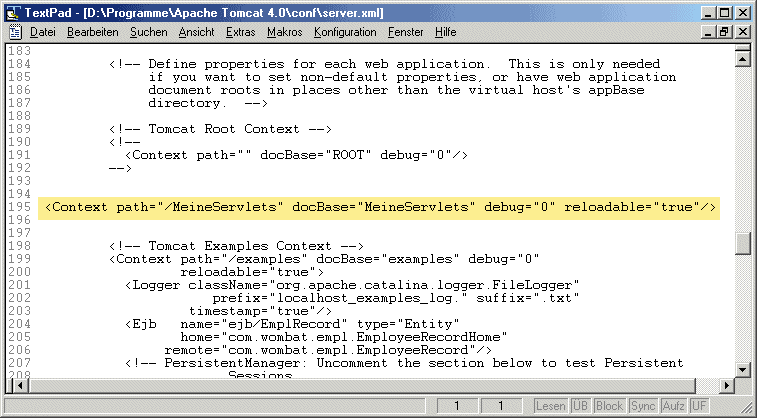 TextPad - [D:\Programme\Apache Tomcat 4.0\conf\server.xml]
Datei Bearbeiten Suchen Ansicht Extras Makros Konfiguration Fenster Hilfe
183
184 <!-- Define properties for each web application.  This is only needed
185 if you want to set non-default properties, or have web application
186 document roots in places other than the virtual host's appBase
187 directory.  -->
188
189 <!-- Tomcat Root Context -->
190 <!--
191 <Context path="" docBase="ROOT" debug="0"/>
192 -->
193
194
195 <Context path="/MeineServlets" docBase="MeineServlets" debug="0" reloadable="true"/>
196
197
198 <!-- Tomcat Examples Context -->
199 <Context path="/examples" docBase="examples" debug="0"
200 reloadable="true">
201 <Logger className="org.apache.catalina.logger.FileLogger"
202 prefix="localhost_examples_log." suffix=".txt"
203 timestamp="true"/>
204 <Ejb   name="ejb/EmplRecord" type="Entity"
205 home="com.wombat.empl.EmployeeRecordHome"
206 remote="com.wombat.empl.EmployeeRecord"/>
207 <!-- PersistentManager: Uncomment the section below to test Persistent
208 Sessions
1 1 Lesen ÜB Block Sync Aufz UF